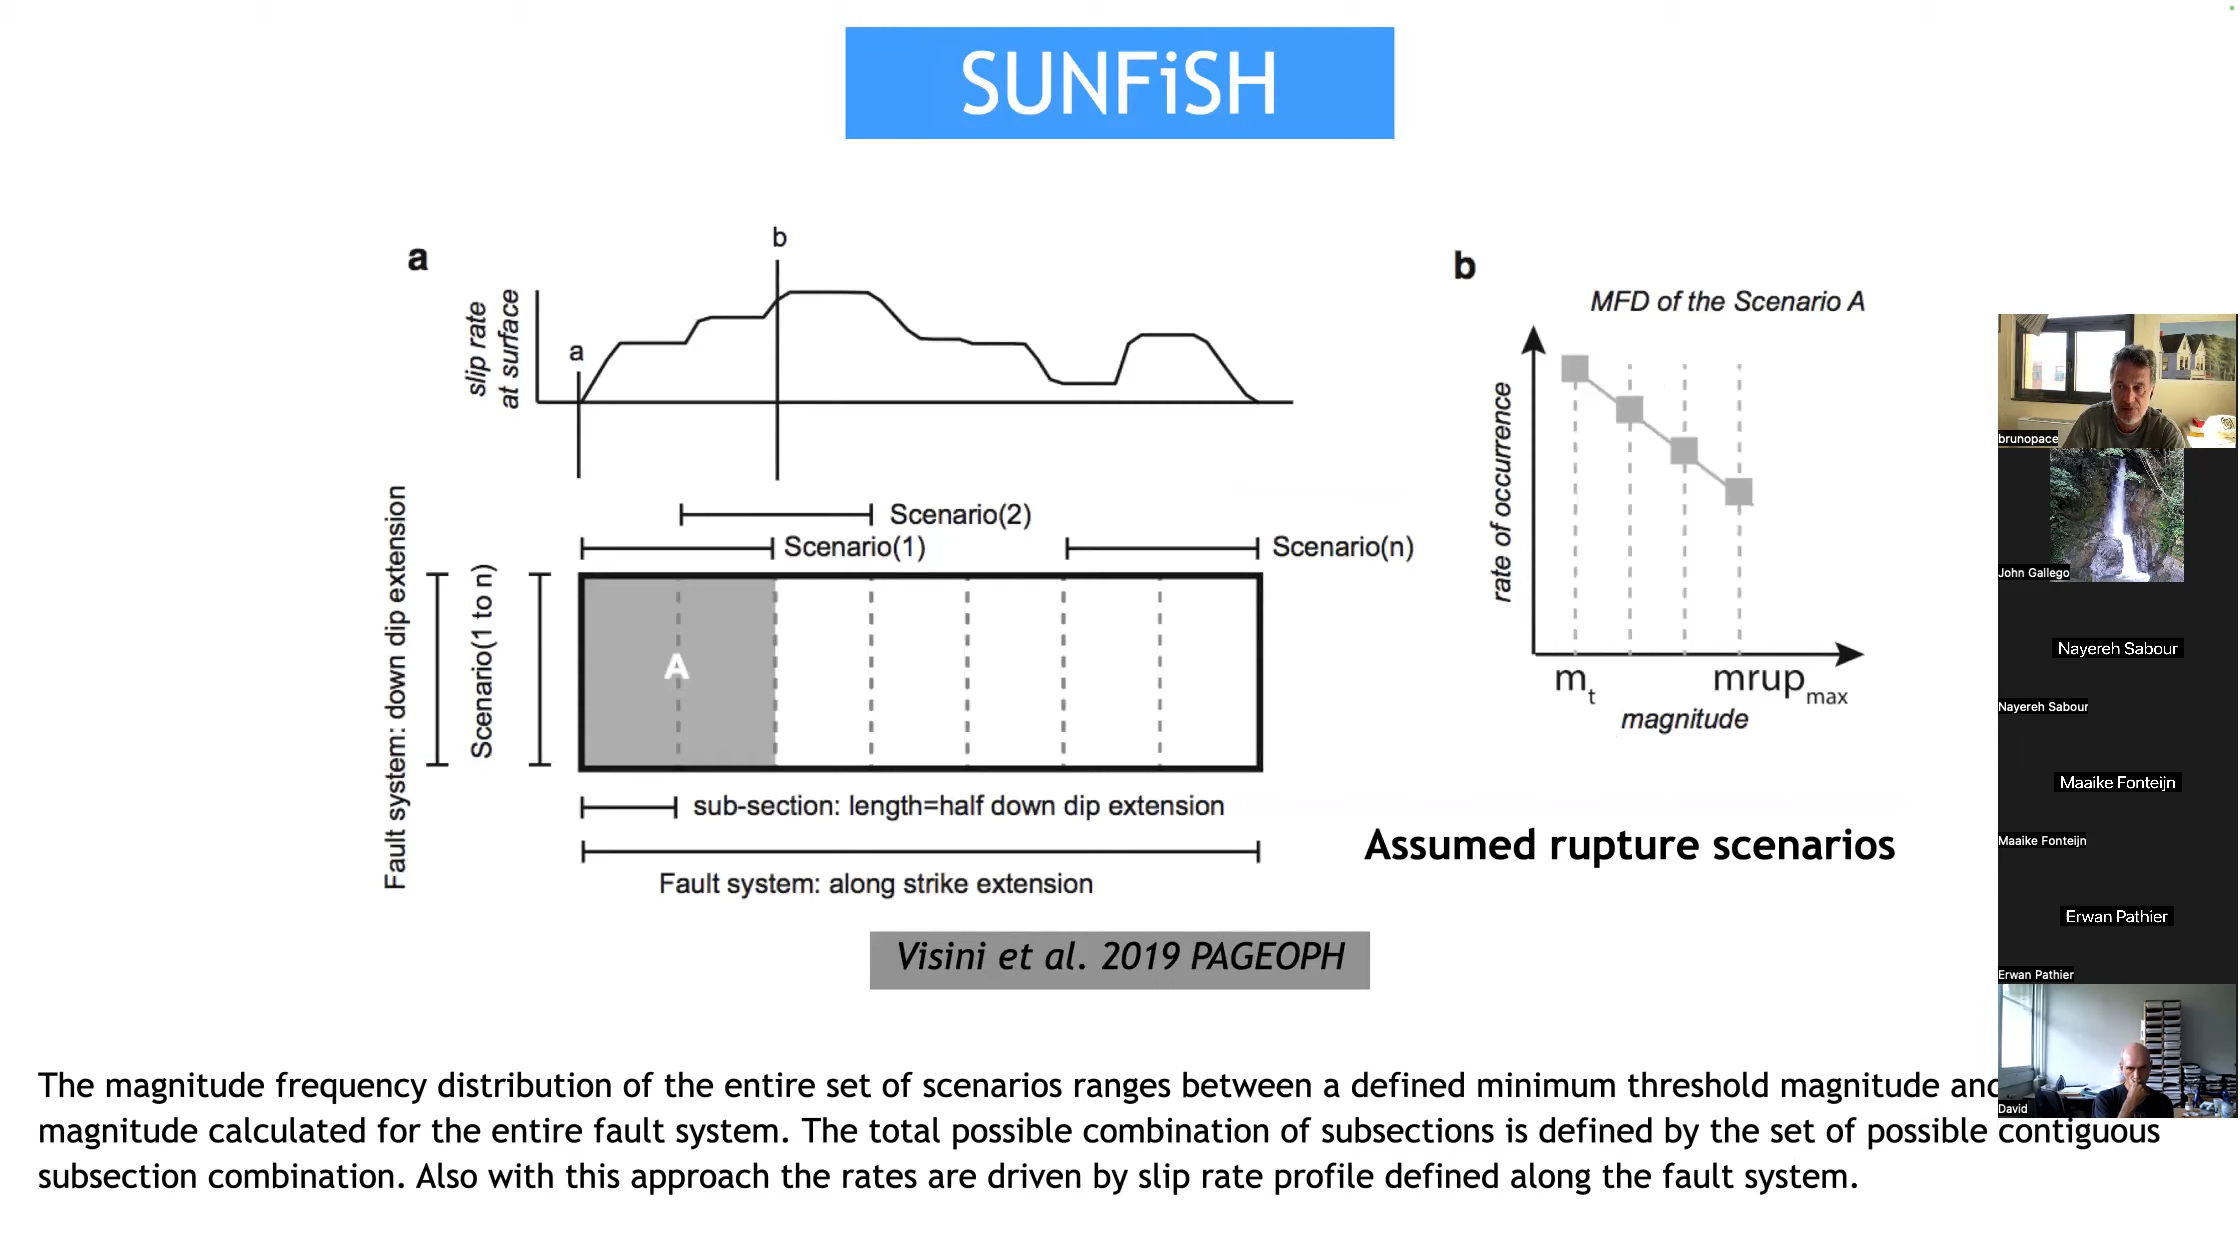 SUNFiSH
a
b
slip rate
at surface
a
b
MFD of the Scenario A
rate of occurrence
mt
mrupmax
magnitude
Scenario(2)
Scenario(1)
Scenario(n)
Fault system: down dip extension
Scenario(1 to n)
A
sub-section: length=half down dip extension
Fault system: along strike extension
Assumed rupture scenarios
Visini et al. 2019 PAGEOPH
The magnitude frequency distribution of the entire set of scenarios ranges between a defined minimum threshold magnitude and
magnitude calculated for the entire fault system. The total possible combination of subsections is defined by the set of possible contiguous
subsection combination. Also with this approach the rates are driven by slip rate profile defined along the fault system.
brunopace
John Gallego
Nayereh Sabour
Nayereh Sabour
Maaike Fonteijn
Maaike Fonteijn
Erwan Pathier
Erwan Pathier
David